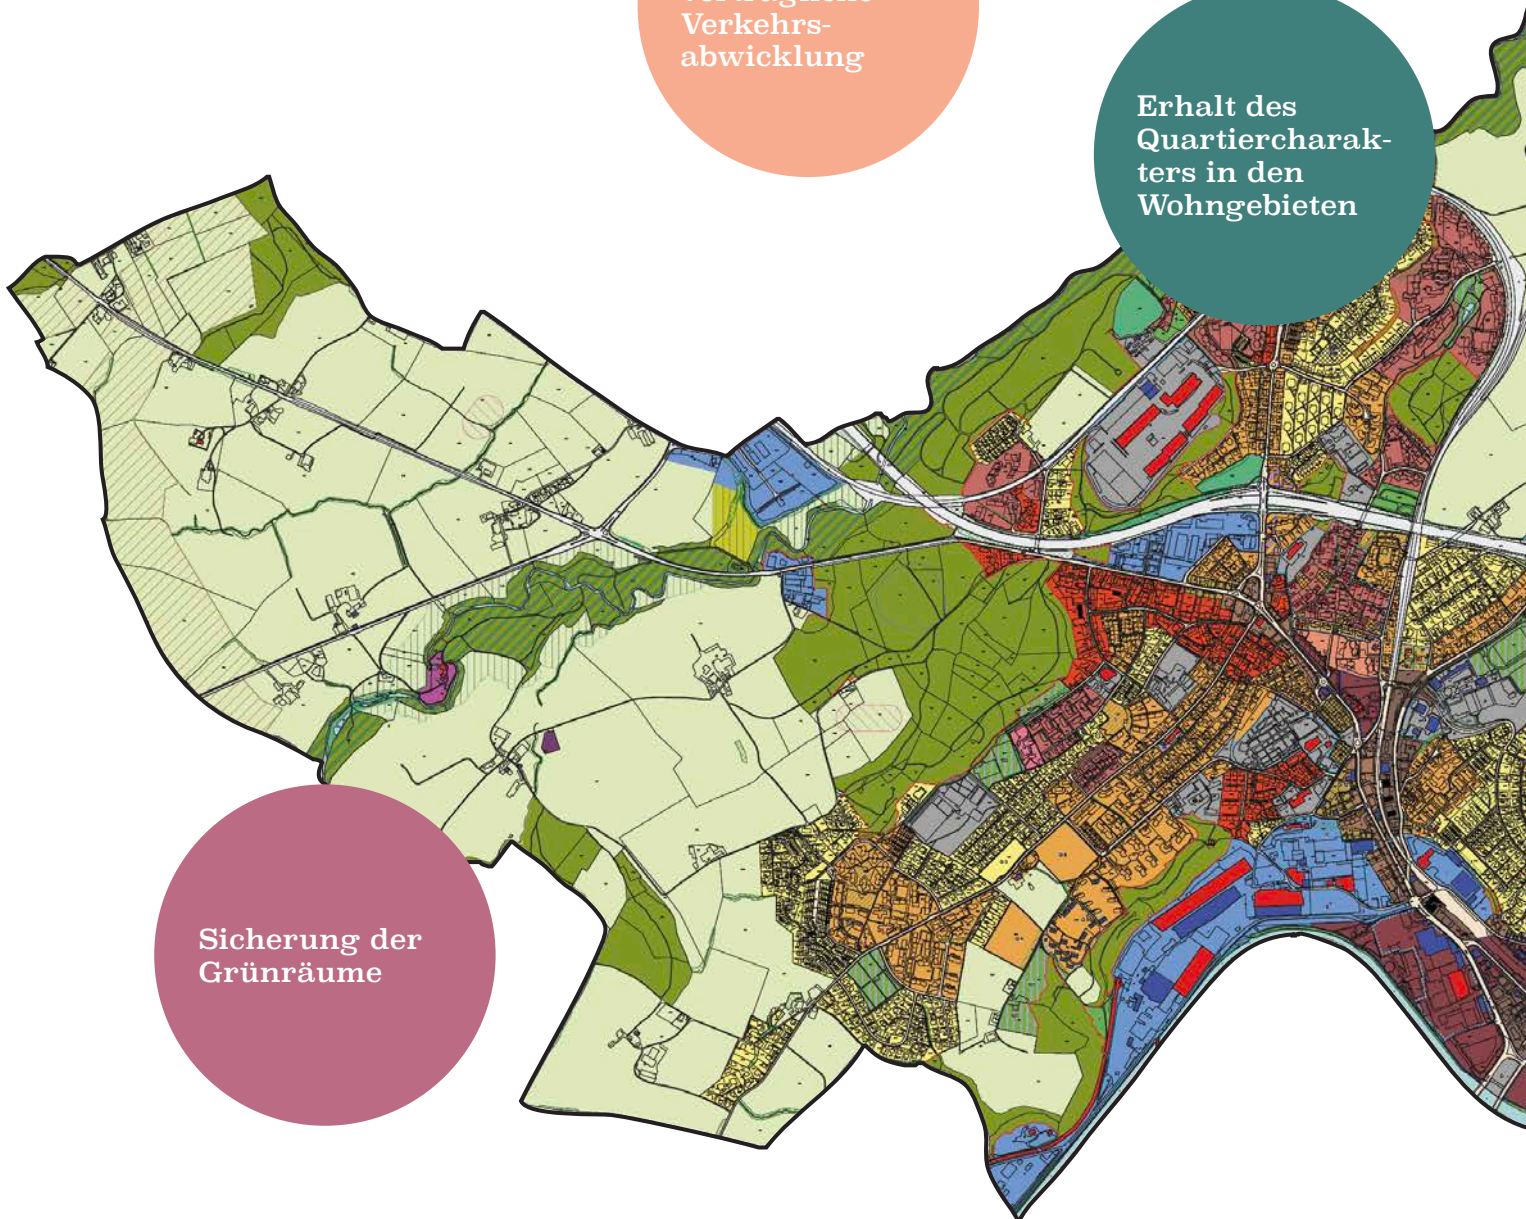 Verkehrs-
abwicklung
Erhalt des
Quartiercharak-
ters in den
Wohngebieten
Sicherung der
Grünräume